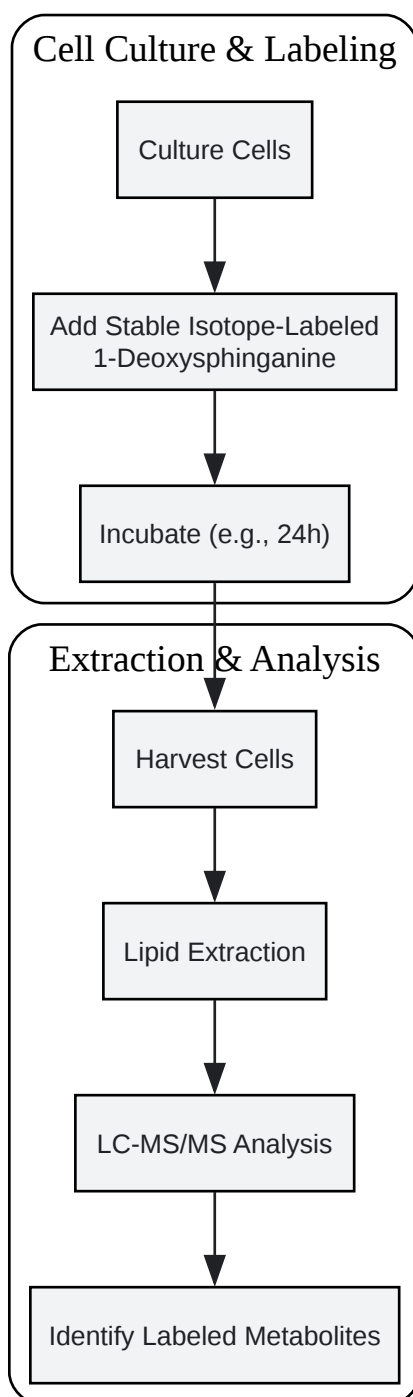 Cell Culture & Labeling
Culture Cells
Add Stable Isotope-Labeled
1-Deoxysphinganine
Incubate (e.g., 24h)
Extraction & Analysis
Harvest Cells
Lipid Extraction
LC-MS/MS Analysis
Identify Labeled Metabolites